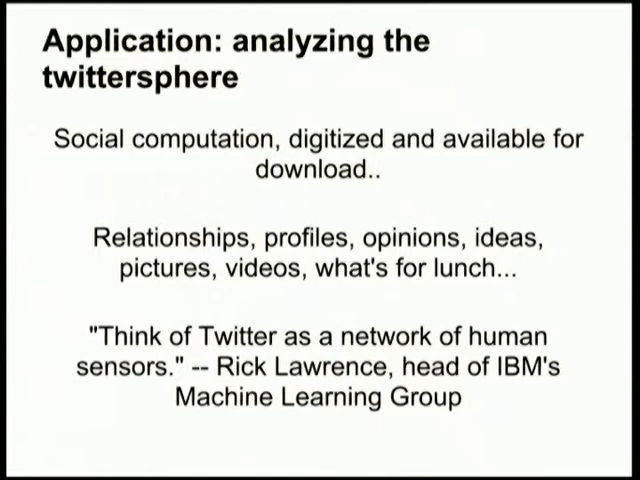 Application: analyzing the
twittersphere
Social computation, digitized and available for
download..
Relationships, profiles, opinions, ideas,
pictures, videos, what's for lunch...
"Think of Twitter as a network of human
sensors." -- Rick Lawrence, head of IBM's
Machine Learning Group